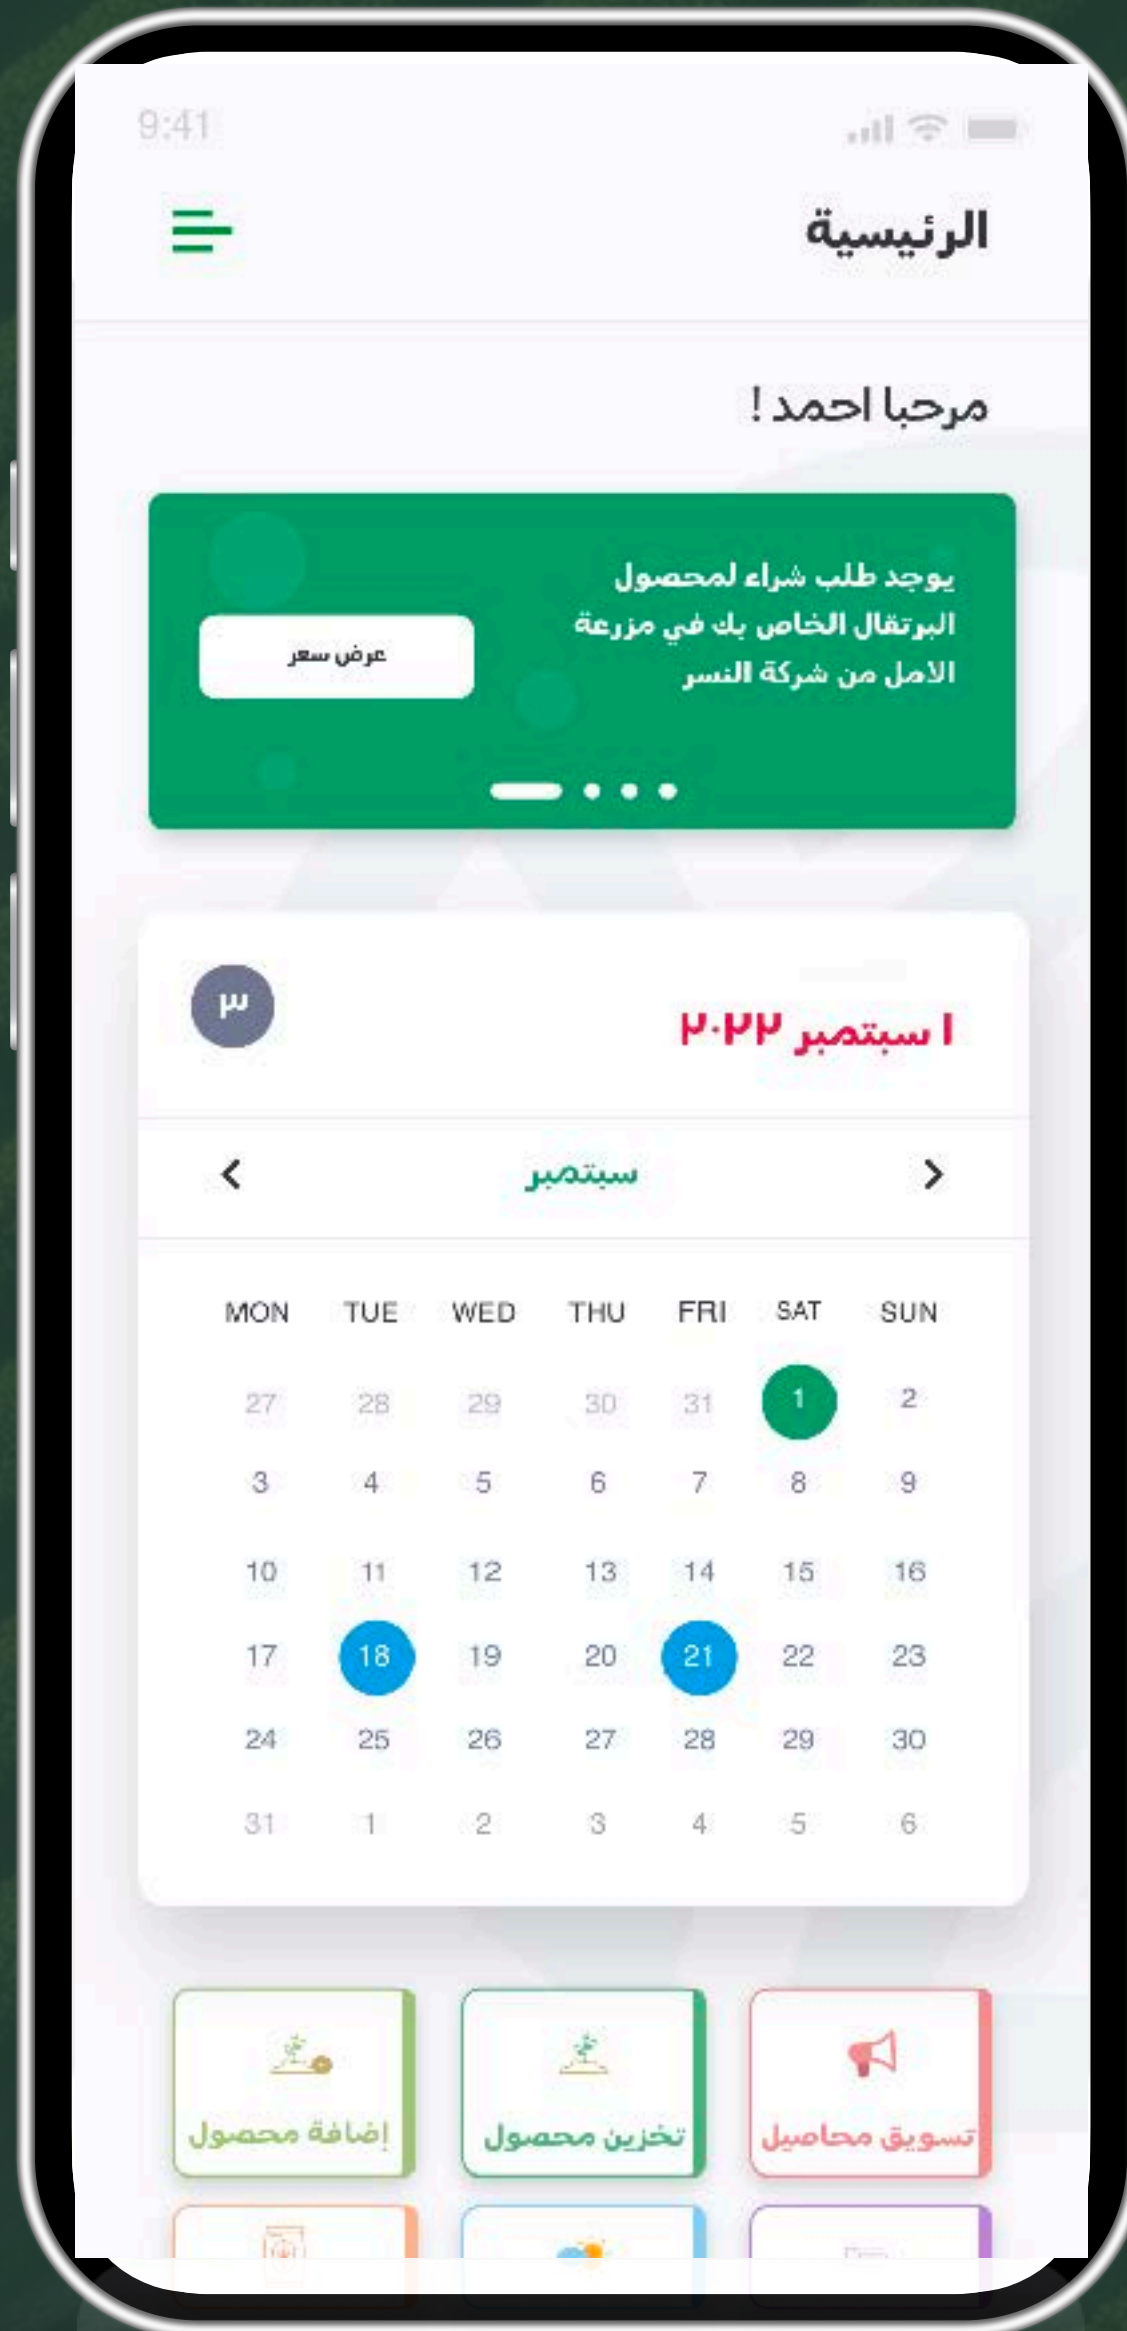 9:41
الرئيسية
مرحبا احمد !
يوجد طلب شراء لمحصول
البرتقال الخاص بك في مزرعة
الامل من شركة النسر
عرض سعر
١ سبتمبر ٢٠٢٢
٣
سبتمبر
MON TUE WED THU FRI SAT SUN
27 28 29 30 31 1 2
3 4 5 6 7 8 9
10 11 12 13 14 15 16
17 18 19 20 21 22 23
24 25 26 27 28 29 30
31 1 2 3 4 5 6
تسويق محاصيل
تخزين محصول
إضافة محصول